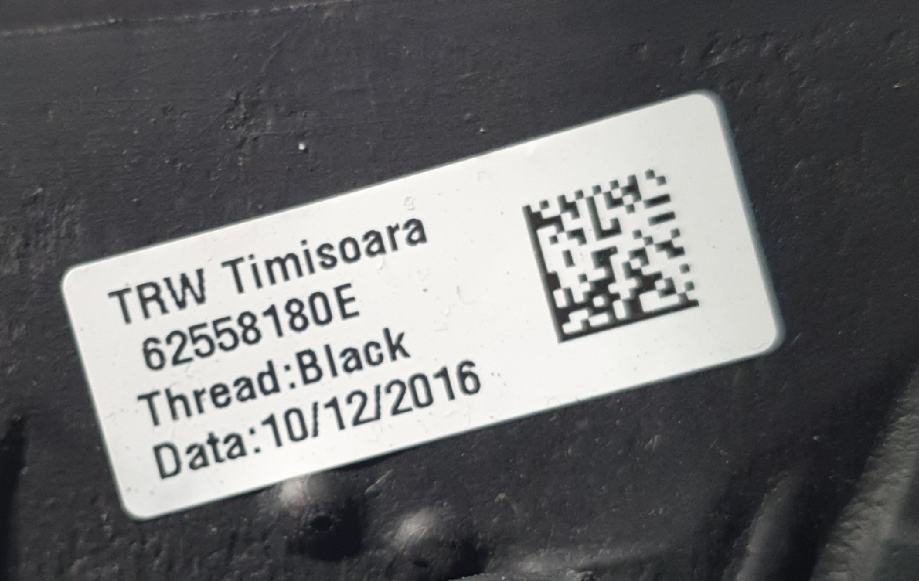 TRW Timisoara
62558180E
Thread:Black
Data:10/12/2016